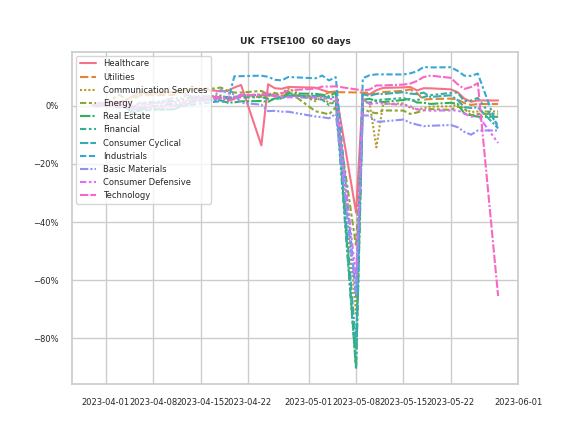 UK FTSE100 60 days
Healthcare
Utilities
Communication Services
Energy
Real Estate
Financial
Consumer Cyclical
Industrials
Basic Materials
Consumer Defensive
Technology
0%
−20%
−40%
−60%
−80%
2023-04-01 2023-04-08 2023-04-15 2023-04-22 2023-05-01 2023-05-08 2023-05-15 2023-05-22 2023-06-01